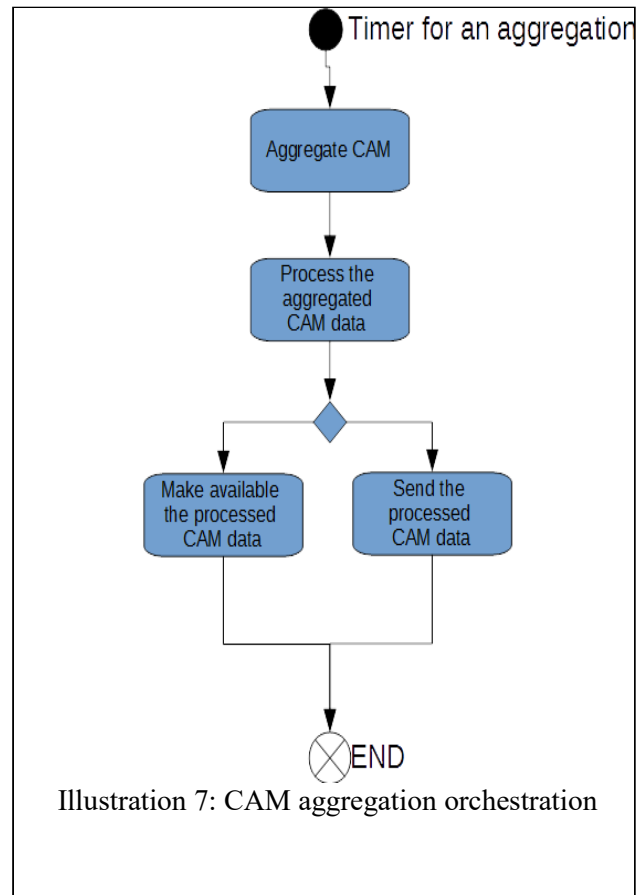 Timer for an aggregation
Aggregate CAM
Process the
aggregated
CAM data
Make available
the processed
CAM data
Send the
processed
CAM data
END
Illustration 7: CAM aggregation orchestration